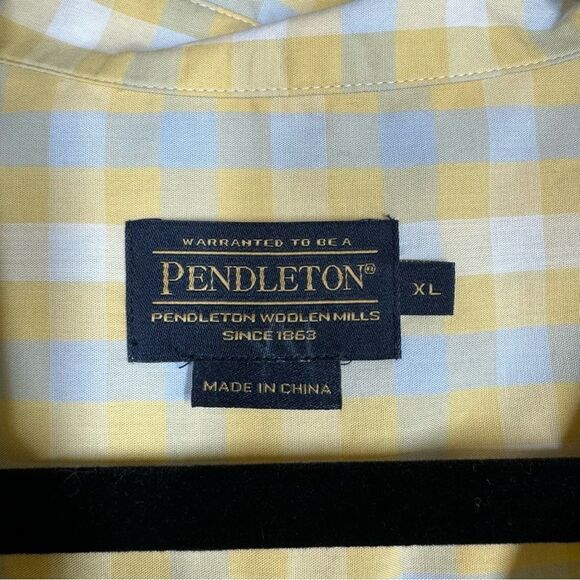 WARRANTED TO BE A
PENDLETON®
PENDLETON WOOLEN MILLS
SINCE 1863
XL
MADE IN CHINA